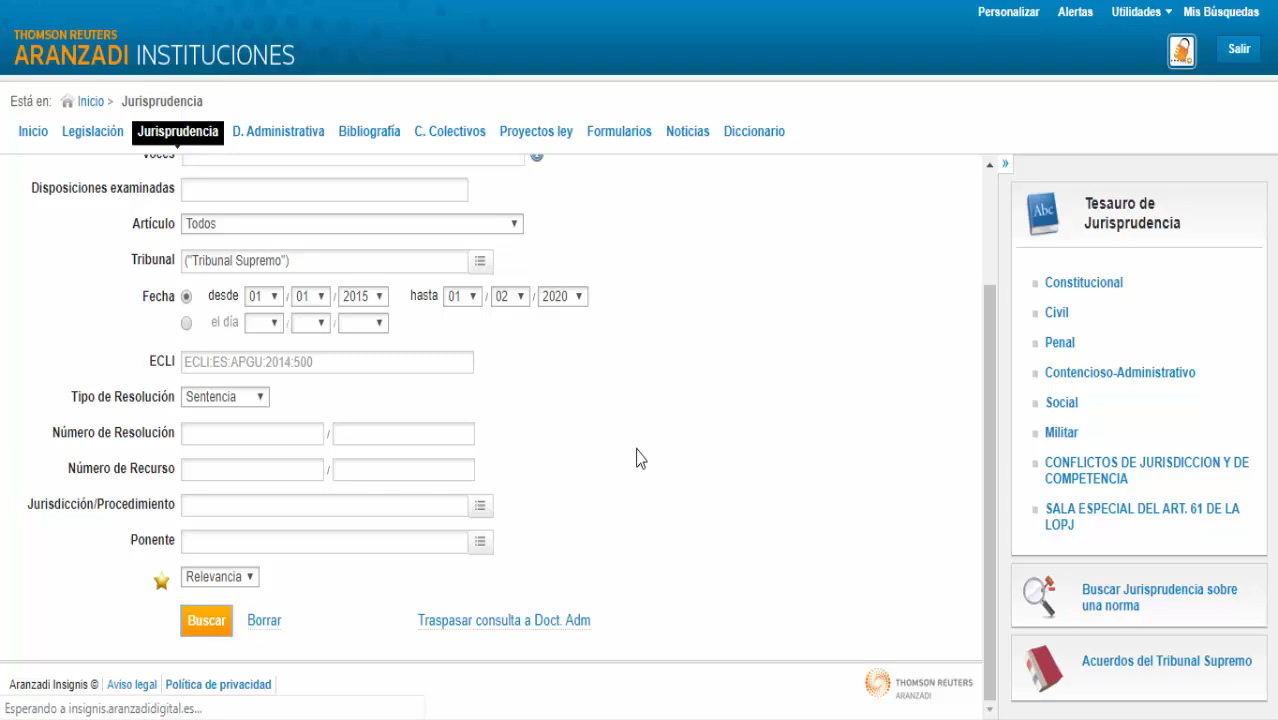 Personalizar Alertas Utilidades Mis Búsquedas
THOMSON REUTERS
ARANZADI INSTITUCIONES
Salir
Está en: Inicio > Jurisprudencia
Inicio Legislación Jurisprudencia D. Administrativa Bibliografía C. Colectivos Proyectos ley Formularios Noticias Diccionario
Voces
»
Disposiciones examinadas
Artículo Todos
Tribunal ("Tribunal Supremo")
Fecha desde 01 / 01 / 2015 hasta 01 / 02 / 2020
el día / /
ECLI ECLI:ES:APGU:2014:500
Tipo de Resolución Sentencia
Número de Resolución /
Número de Recurso /
Jurisdicción/Procedimiento
Ponente
Relevancia
Buscar Borrar Traspasar consulta a Doct. Adm
Abc
Tesauro de
Jurisprudencia
Constitucional
Civil
Penal
Contencioso-Administrativo
Social
Militar
CONFLICTOS DE JURISDICCION Y DE
COMPETENCIA
SALA ESPECIAL DEL ART. 61 DE LA
LOPJ
Buscar Jurisprudencia sobre
una norma
Acuerdos del Tribunal Supremo
Aranzadi Insignis © Aviso legal Política de privacidad
THOMSON REUTERS
ARANZADI
Esperando a insignis.aranzadidigital.es...